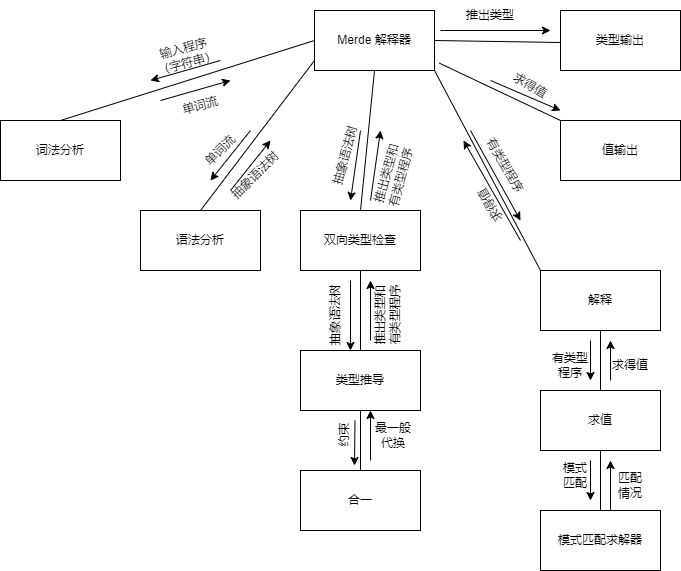 Merde 解释器
推出类型
类型输出
输入程序
(字符串)
单词流
求得值
词法分析
值输出
单词流
抽象语法树
抽象语法树
推出类型和
有类型程序
有类型程序
求得值
语法分析
双向类型检查
抽象语法树
推出类型和
有类型程序
解释
类型推导
有类型
程序
求得值
约束
最一般
代换
求值
合一
模式
匹配
匹配
情况
模式匹配求解器